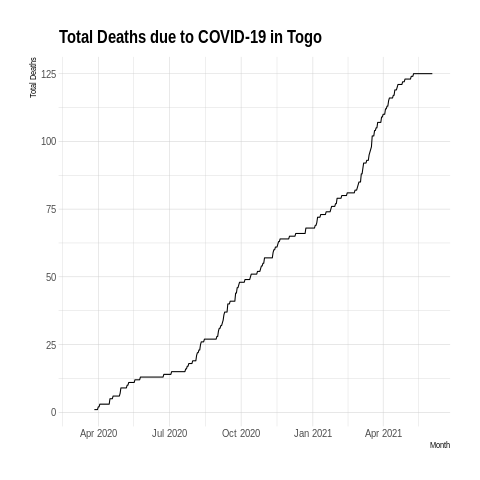 Total Deaths due to COVID-19 in Togo
Total Deaths
125
100
75
50
25
0
Apr 2020 Jul 2020 Oct 2020 Jan 2021 Apr 2021
Month